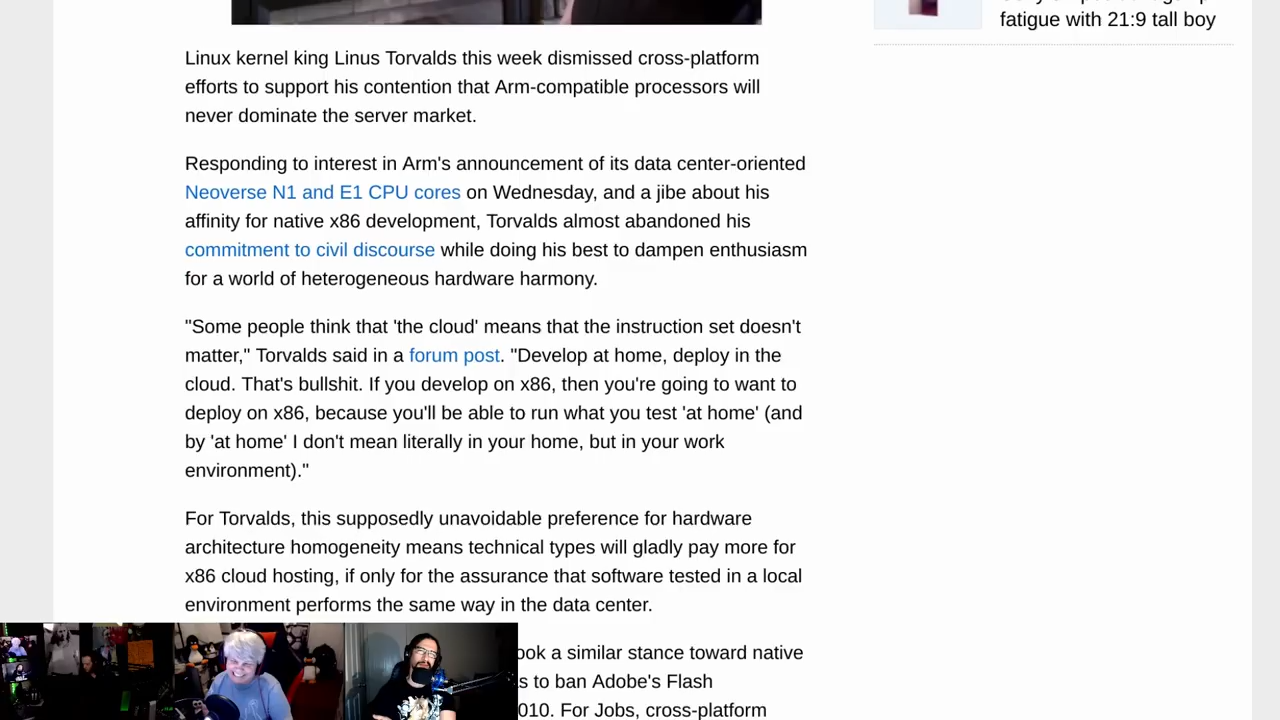 fatigue with 21:9 tall boy
Linux kernel king Linus Torvalds this week dismissed cross-platform
efforts to support his contention that Arm-compatible processors will
never dominate the server market.
Responding to interest in Arm's announcement of its data center-oriented
Neoverse N1 and E1 CPU cores on Wednesday, and a jibe about his
affinity for native x86 development, Torvalds almost abandoned his
commitment to civil discourse while doing his best to dampen enthusiasm
for a world of heterogeneous hardware harmony.
"Some people think that 'the cloud' means that the instruction set doesn't
matter," Torvalds said in a forum post. "Develop at home, deploy in the
cloud. That's bullshit. If you develop on x86, then you're going to want to
deploy on x86, because you'll be able to run what you test 'at home' (and
by 'at home' I don't mean literally in your home, but in your work
environment)."
For Torvalds, this supposedly unavoidable preference for hardware
architecture homogeneity means technical types will gladly pay more for
x86 cloud hosting, if only for the assurance that software tested in a local
environment performs the same way in the data center.
ook a similar stance toward native
s to ban Adobe's Flash
010. For Jobs, cross-platform